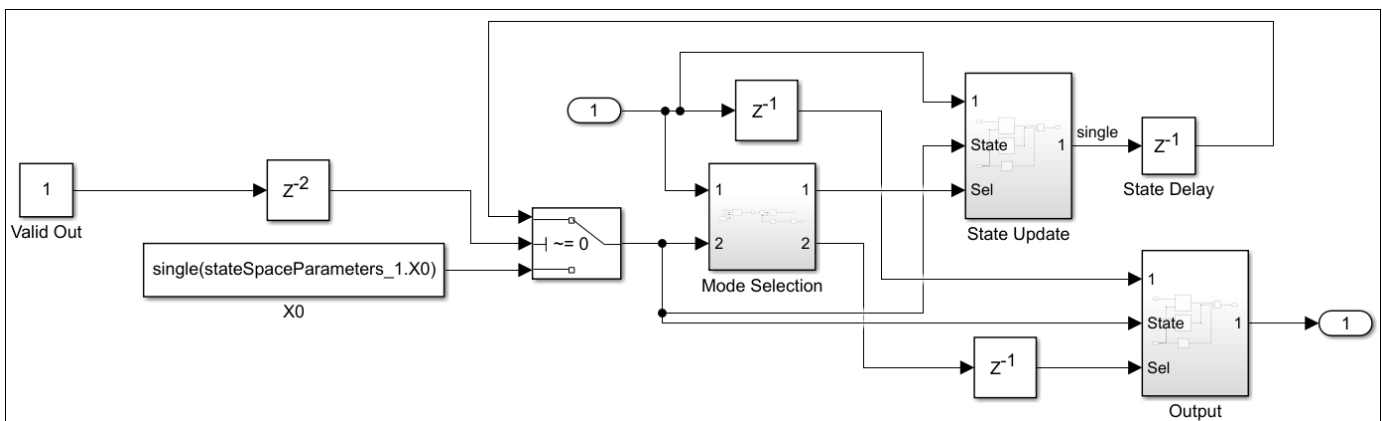 1
Valid Out
Z-2
single(stateSpaceParameters_1.X0)
X0
~= 0
1
Z-1
1
2
1
2
Mode Selection
1
State
Sel
1
State Update
single
Z-1
State Delay
Z-1
1
State
Sel
1
Output
1